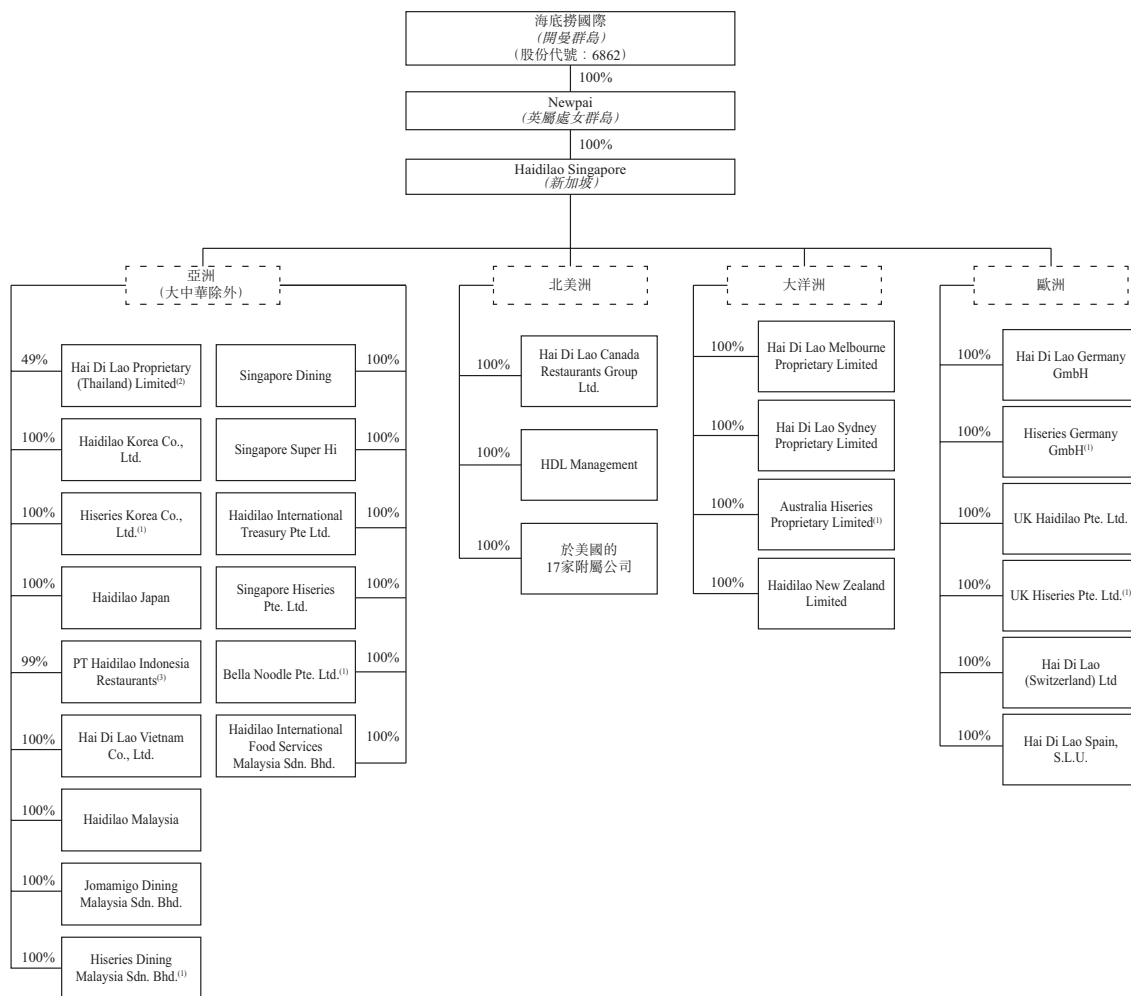 海底撈國際
(開曼群島)
(股份代號：6862)
100%
Newpai
(英屬處女群島)
100%
Haidilao Singapore
(新加坡)
亞洲
(大中華除外)
49%
Hai Di Lao Proprietary
(Thailand) Limited(2)
100%
Haidilao Korea Co.,
Ltd.
100%
Hiseries Korea Co.,
Ltd.(1)
100%
Haidilao Japan
99%
PT Haidilao Indonesia
Restaurants(3)
100%
Hai Di Lao Vietnam
Co., Ltd.
100%
Haidilao Malaysia
100%
Jomamigo Dining
Malaysia Sdn. Bhd.
100%
Hiseries Dining
Malaysia Sdn. Bhd.(1)
Singapore Dining
100%
Singapore Super Hi
100%
Haidilao International
Treasury Pte Ltd.
100%
Singapore Hiseries
Pte. Ltd.
100%
Bella Noodle Pte. Ltd.(1)
100%
Haidilao International
Food Services
Malaysia Sdn. Bhd.
100%
北美洲
100%
Hai Di Lao Canada
Restaurants Group
Ltd.
100%
HDL Management
100%
於美國的
17家附屬公司
大洋洲
100%
Hai Di Lao Melbourne
Proprietary Limited
100%
Hai Di Lao Sydney
Proprietary Limited
100%
Australia Hiseries
Proprietary Limited(1)
100%
Haidilao New Zealand
Limited
歐洲
100%
Hai Di Lao Germany
GmbH
100%
Hiseries Germany
GmbH(1)
100%
UK Haidilao Pte. Ltd.
100%
UK Hiseries Pte. Ltd.(1)
100%
Hai Di Lao
(Switzerland) Ltd
100%
Hai Di Lao Spain,
S.L.U.